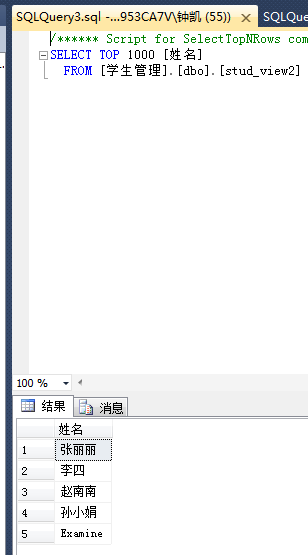 SQLQuery3.sql -...953CA7V\钟凯 (55))
SQLQue
/****** Script for SelectTopNRows com
SELECT TOP 1000 [姓名]
FROM [学生管理].[dbo].[stud_view2]
100 %
结果 消息
姓名
1 张丽丽
2 李四
3 赵南南
4 孙小娟
5 Examine